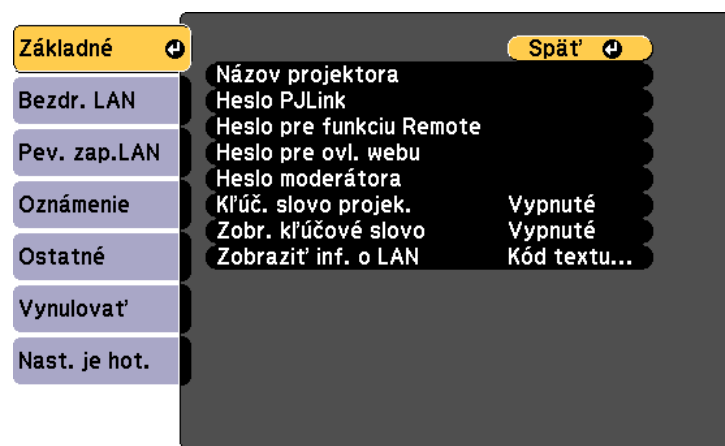 Základné
Bezdr. LAN
Pev. zap.LAN
Oznámenie
Ostatné
Vynulovať
Nast. je hot.
Späť
Názov projektora
Heslo PJLink
Heslo pre funkciu Remote
Heslo pre ovl. webu
Heslo moderátora
Kľúč. slovo projek. Vypnuté
Zobr. kľúčové slovo Vypnuté
Zobraziť inf. o LAN Kód textu...